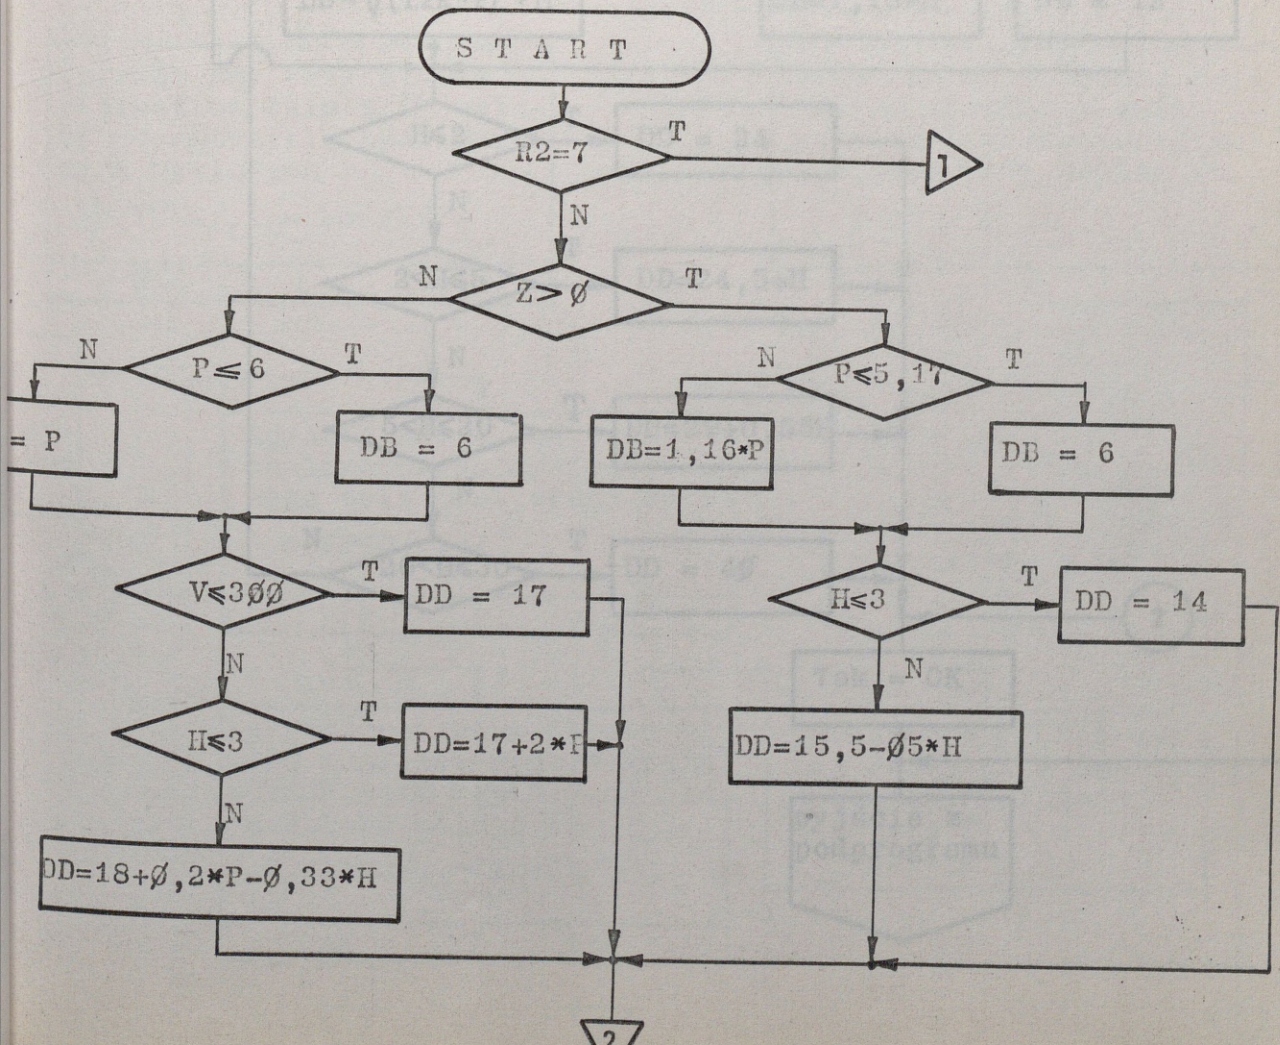 S T A R T
T
R2=7
1
N
N
Z>Ø
T
N
P≤6
T
N
P≤5,17
T
= P
DB = 6
DB=1,16*P
DB = 6
V≤3ØØ
T
DD = 17
H≤3
T
DD = 14
N
N
H≤3
T
DD=17+2*P
DD=15,5-Ø5*H
N
DD=18+Ø,2*P-Ø,33*H
2